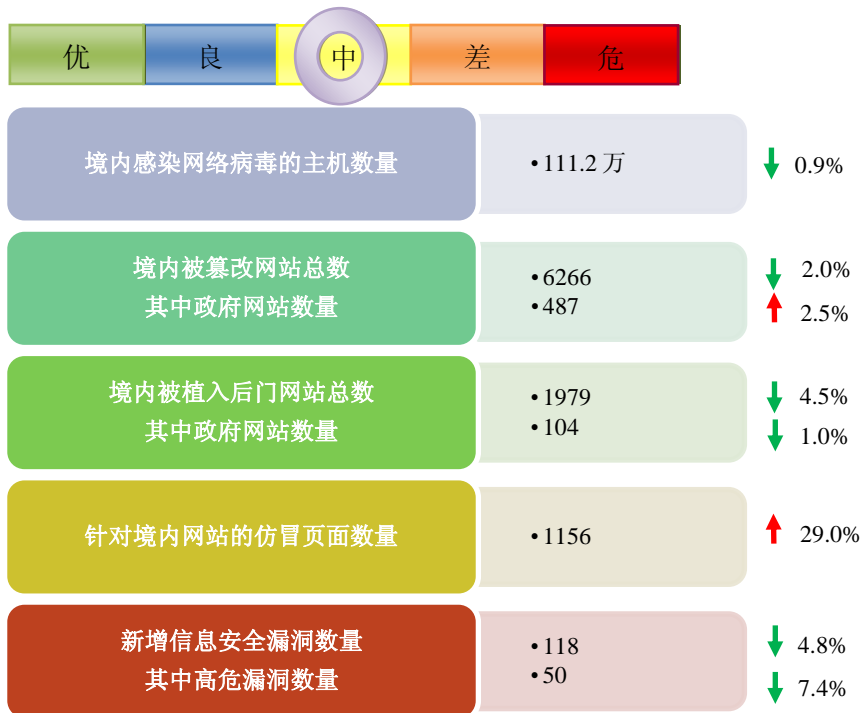 优 良 中 差 危
境内感染网络病毒的主机数量
•111.2 万
0.9%
境内被篡改网站总数
其中政府网站数量
•6266
•487
2.0%
2.5%
境内被植入后门网站总数
其中政府网站数量
•1979
•104
4.5%
1.0%
针对境内网站的仿冒页面数量
•1156
29.0%
新增信息安全漏洞数量
其中高危漏洞数量
•118
•50
4.8%
7.4%